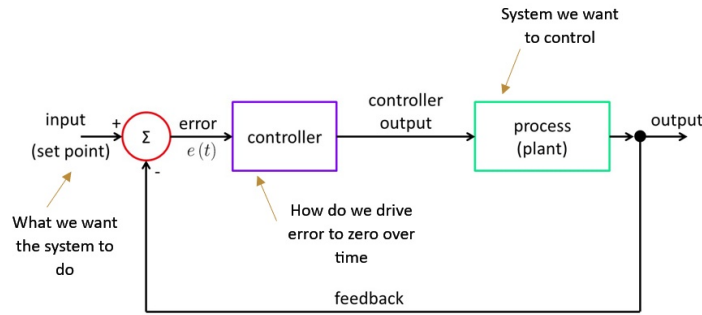 System we want
to control
controller
output
input
(set point)
+
Σ
-
error
e (t)
controller
process
(plant)
output
What we want
the system to
do
How do we drive
error to zero over
time
feedback